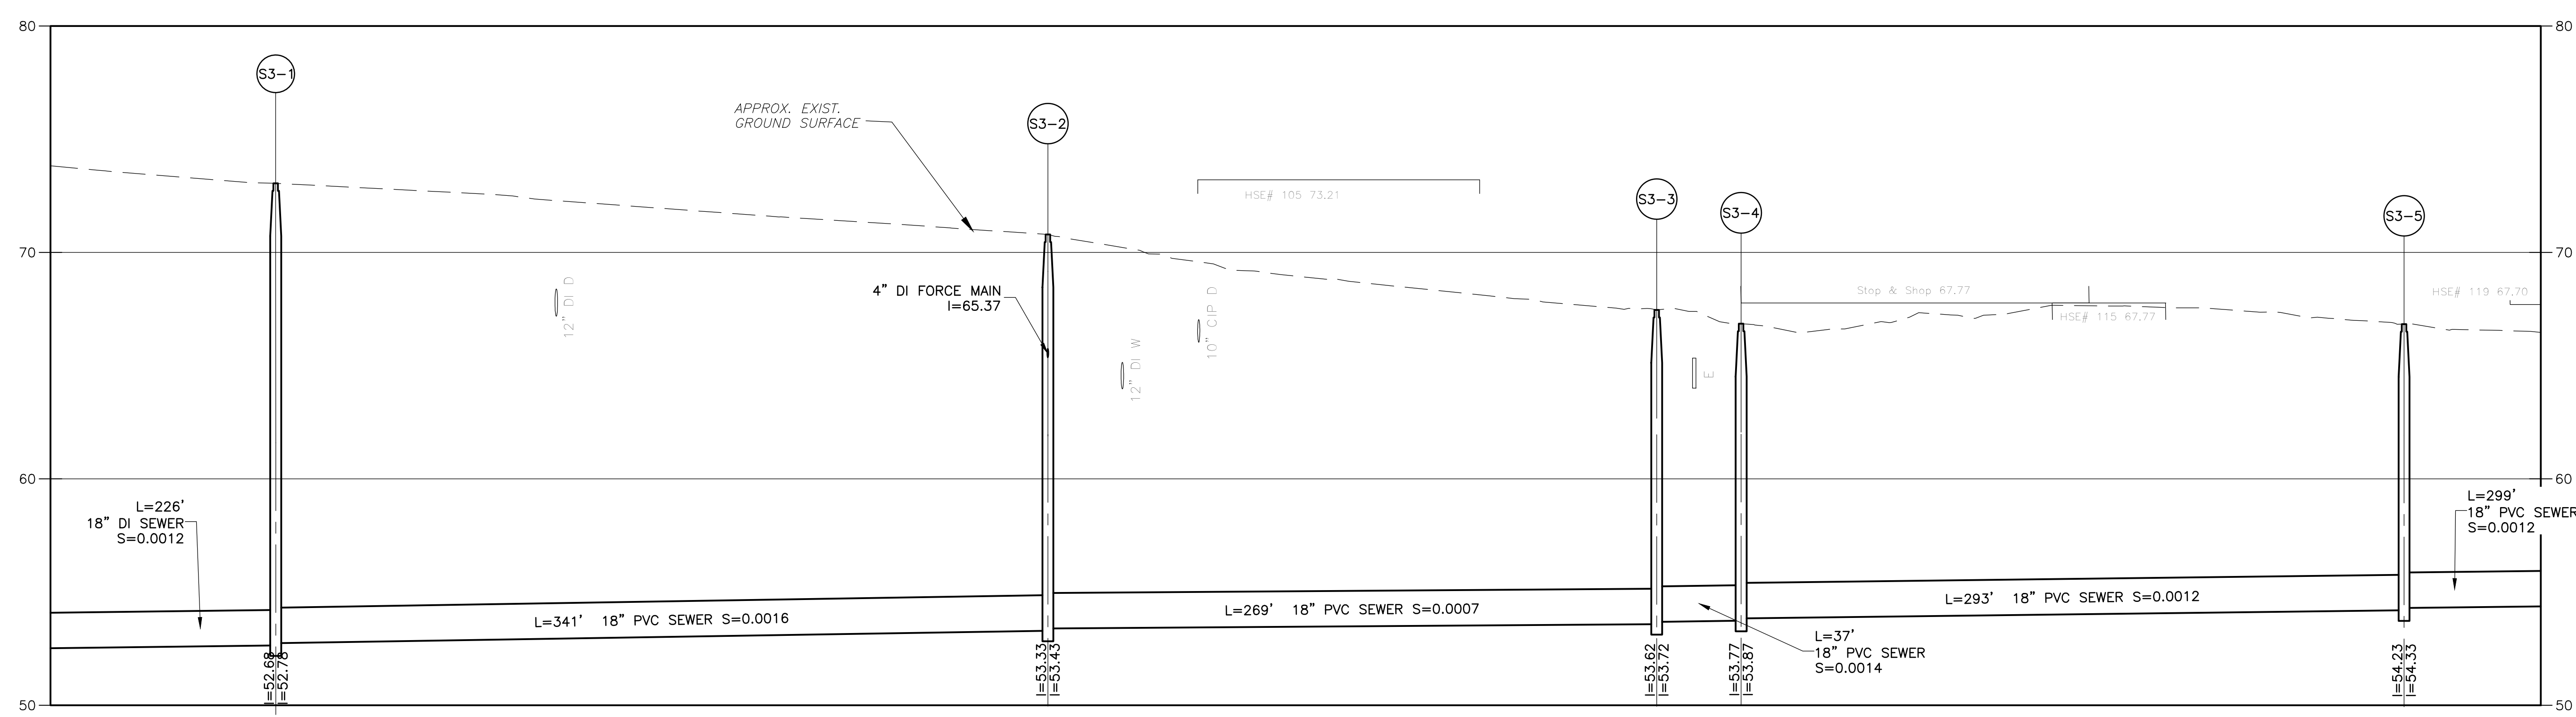 80
80
S3-1
APPROX. EXIST.
GROUND SURFACE
S3-2
HSE# 105 73.21
S3-3
S3-4
S3-5
70
70
12" DI D
4" DI FORCE MAIN
I=65.37
12" DI W
10" CIP D
E
Stop & Shop 67.77
HSE# 115 67.77
HSE# 119 67.70
60
60
L=226'
18" DI SEWER
S=0.0012
L=341' 18" PVC SEWER S=0.0016
L=269' 18" PVC SEWER S=0.0007
L=37'
18" PVC SEWER
S=0.0014
L=293' 18" PVC SEWER S=0.0012
L=299'
18" PVC SEWER
S=0.0012
I=52.68
I=52.78
I=53.33
I=53.43
I=53.62
I=53.72
I=53.77
I=53.87
I=54.23
I=54.33
50
50